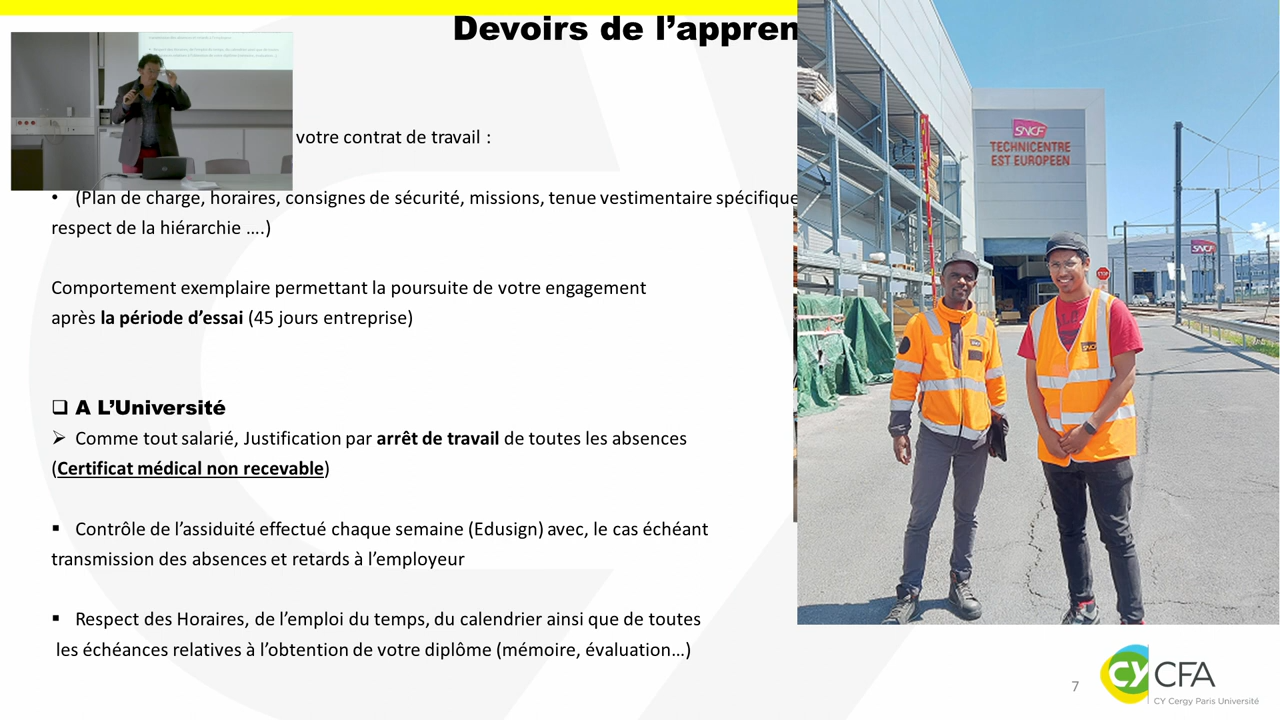 Devoirs de l’appren
votre contrat de travail :
• (Plan de charge, horaires, consignes de sécurité, missions, tenue vestimentaire spécifique
respect de la hiérarchie ....)
Comportement exemplaire permettant la poursuite de votre engagement
après la période d’essai (45 jours entreprise)
❑ A L’Université
➢ Comme tout salarié, Justification par arrêt de travail de toutes les absences
(Certificat médical non recevable)
▪ Contrôle de l’assiduité effectué chaque semaine (Edusign) avec, le cas échéant
transmission des absences et retards à l’employeur
▪ Respect des Horaires, de l’emploi du temps, du calendrier ainsi que de toutes
les échéances relatives à l’obtention de votre diplôme (mémoire, évaluation…)
SNCF
TECHNICENTRE
EST EUROPEEN
SNCF
STOP
SNCF
SNCF
7
CY CFA
CY Cergy Paris Université